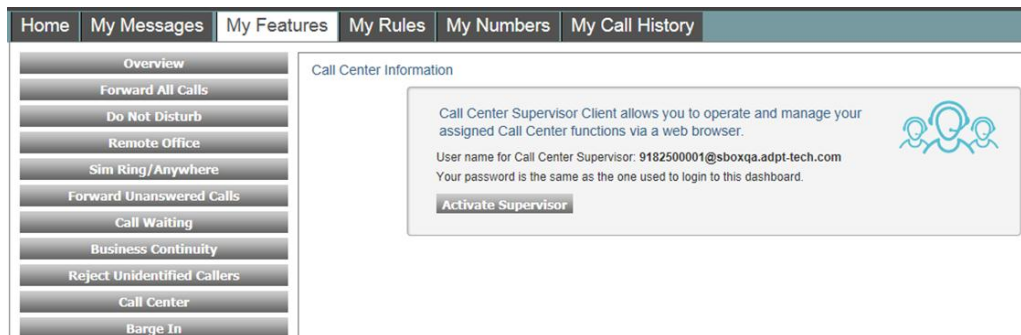 Home My Messages My Features My Rules My Numbers My Call History
Overview
Forward All Calls
Do Not Disturb
Remote Office
Sim Ring/Anywhere
Forward Unanswered Calls
Call Waiting
Business Continuity
Reject Unidentified Callers
Call Center
Barge In
Call Center Information
Call Center Supervisor Client allows you to operate and manage your
assigned Call Center functions via a web browser.
User name for Call Center Supervisor: 9182500001@sboxqa.adpt-tech.com
Your password is the same as the one used to login to this dashboard.
Activate Supervisor